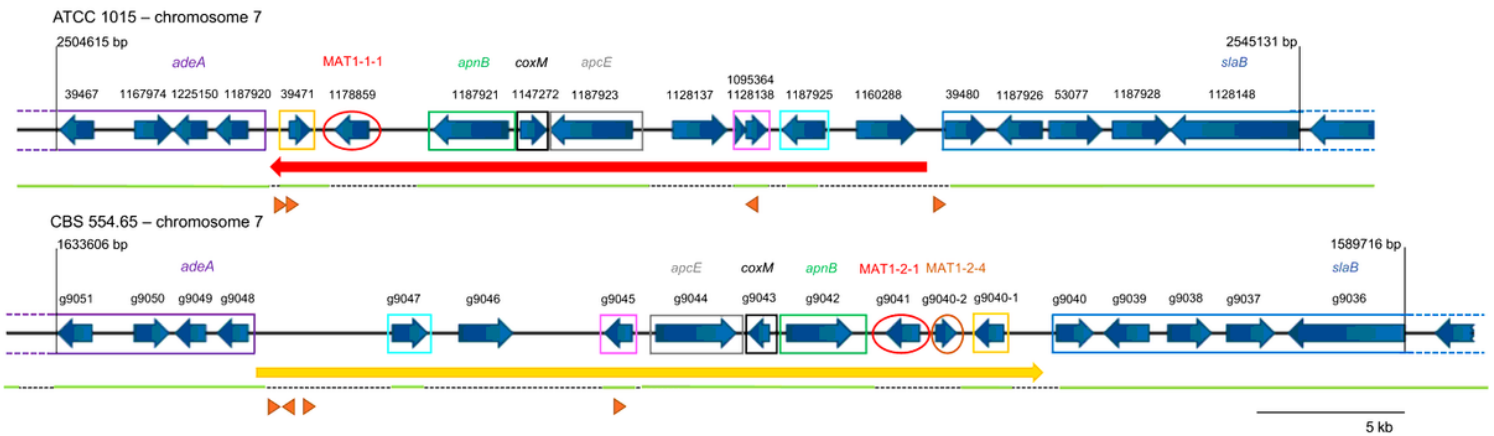 ATCC 1015 – chromosome 7
2504615 bp
2545131 bp
adeA
MAT1-1-1
apnB
coxM
apcE
slaB
1095364
39467 1167974 1225150 1187920 39471 1178859 1187921 1147272 1187923 1128137 1128138 1187925 1160288 39480 1187926 53077 1187928 1128148
CBS 554.65 – chromosome 7
1633606 bp
1589716 bp
adeA
apcE
coxM
apnB
MAT1-2-1
MAT1-2-4
slaB
g9051 g9050 g9049 g9048 g9047 g9046 g9045 g9044 g9043 g9042 g9041 g9040-2 g9040-1 g9040 g9039 g9038 g9037 g9036
5 kb